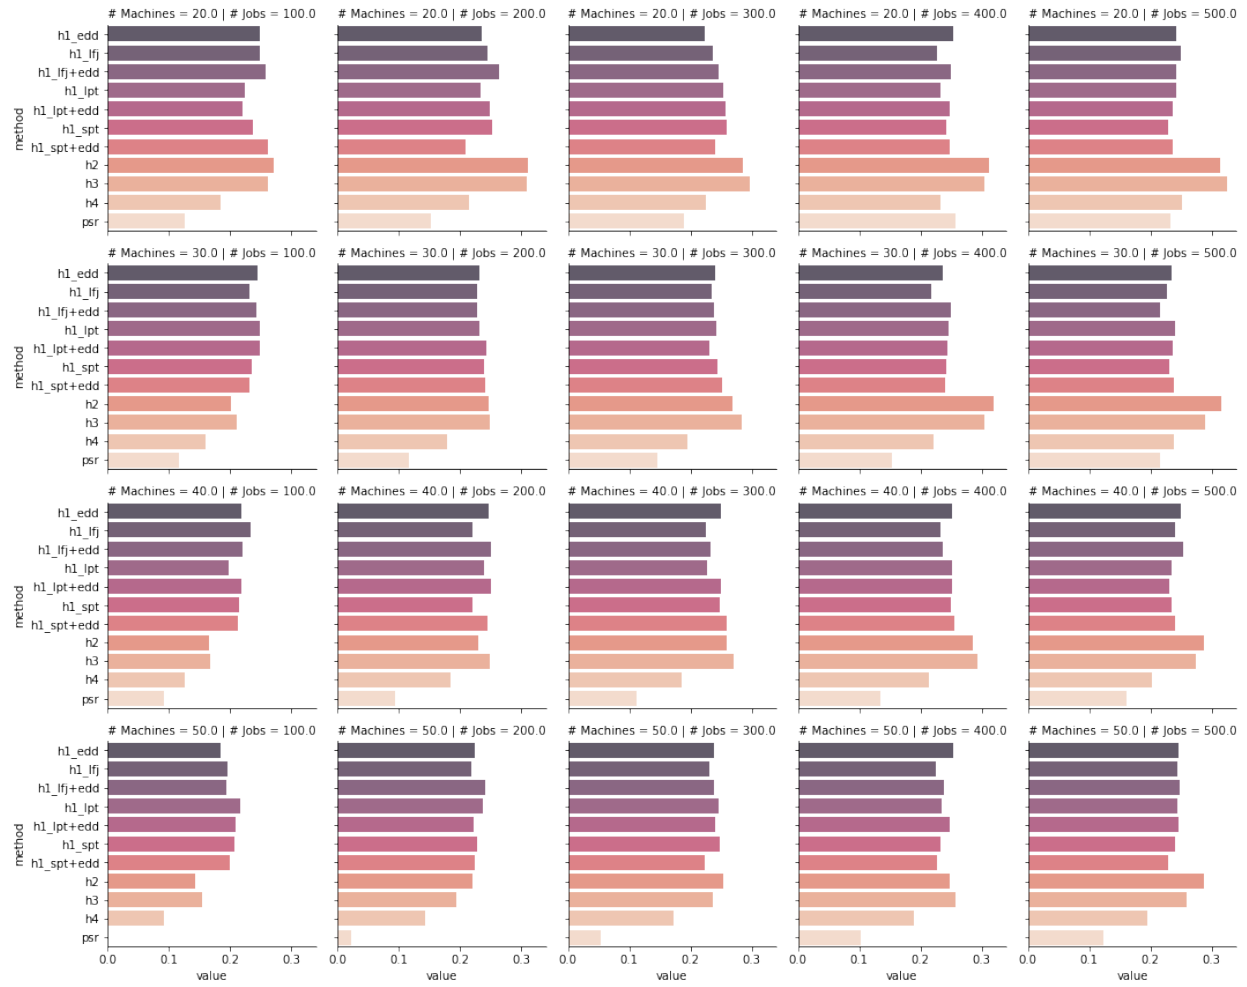 # Machines = 20.0 | # Jobs = 100.0 # Machines = 20.0 | # Jobs = 200.0 # Machines = 20.0 | # Jobs = 300.0 # Machines = 20.0 | # Jobs = 400.0 # Machines = 20.0 | # Jobs = 500.0
method
h1_edd
h1_lfj
h1_lfj+edd
h1_lpt
h1_lpt+edd
h1_spt
h1_spt+edd
h2
h3
h4
psr
# Machines = 30.0 | # Jobs = 100.0 # Machines = 30.0 | # Jobs = 200.0 # Machines = 30.0 | # Jobs = 300.0 # Machines = 30.0 | # Jobs = 400.0 # Machines = 30.0 | # Jobs = 500.0
method
h1_edd
h1_lfj
h1_lfj+edd
h1_lpt
h1_lpt+edd
h1_spt
h1_spt+edd
h2
h3
h4
psr
# Machines = 40.0 | # Jobs = 100.0 # Machines = 40.0 | # Jobs = 200.0 # Machines = 40.0 | # Jobs = 300.0 # Machines = 40.0 | # Jobs = 400.0 # Machines = 40.0 | # Jobs = 500.0
method
h1_edd
h1_lfj
h1_lfj+edd
h1_lpt
h1_lpt+edd
h1_spt
h1_spt+edd
h2
h3
h4
psr
# Machines = 50.0 | # Jobs = 100.0 # Machines = 50.0 | # Jobs = 200.0 # Machines = 50.0 | # Jobs = 300.0 # Machines = 50.0 | # Jobs = 400.0 # Machines = 50.0 | # Jobs = 500.0
method
h1_edd
h1_lfj
h1_lfj+edd
h1_lpt
h1_lpt+edd
h1_spt
h1_spt+edd
h2
h3
h4
psr
0.0 0.1 0.2 0.3 0.0 0.1 0.2 0.3 0.0 0.1 0.2 0.3 0.0 0.1 0.2 0.3 0.0 0.1 0.2 0.3
value value value value value